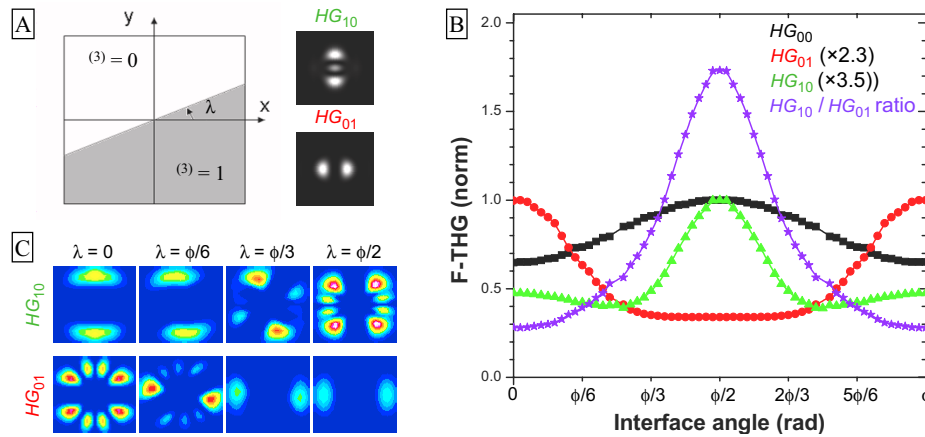 A
y
(3) = 0
λ
x
(3) = 1
HG10
HG01
B
F-THG (norm)
2.0
1.5
1.0
0.5
0.0
HG00
HG01 (×2.3)
HG10 (×3.5))
HG10 / HG01 ratio
0 ϕ/6 ϕ/3 ϕ/2 2ϕ/3 5ϕ/6
Interface angle (rad)
C
λ = 0 λ = ϕ/6 λ = ϕ/3 λ = ϕ/2
HG10
HG01